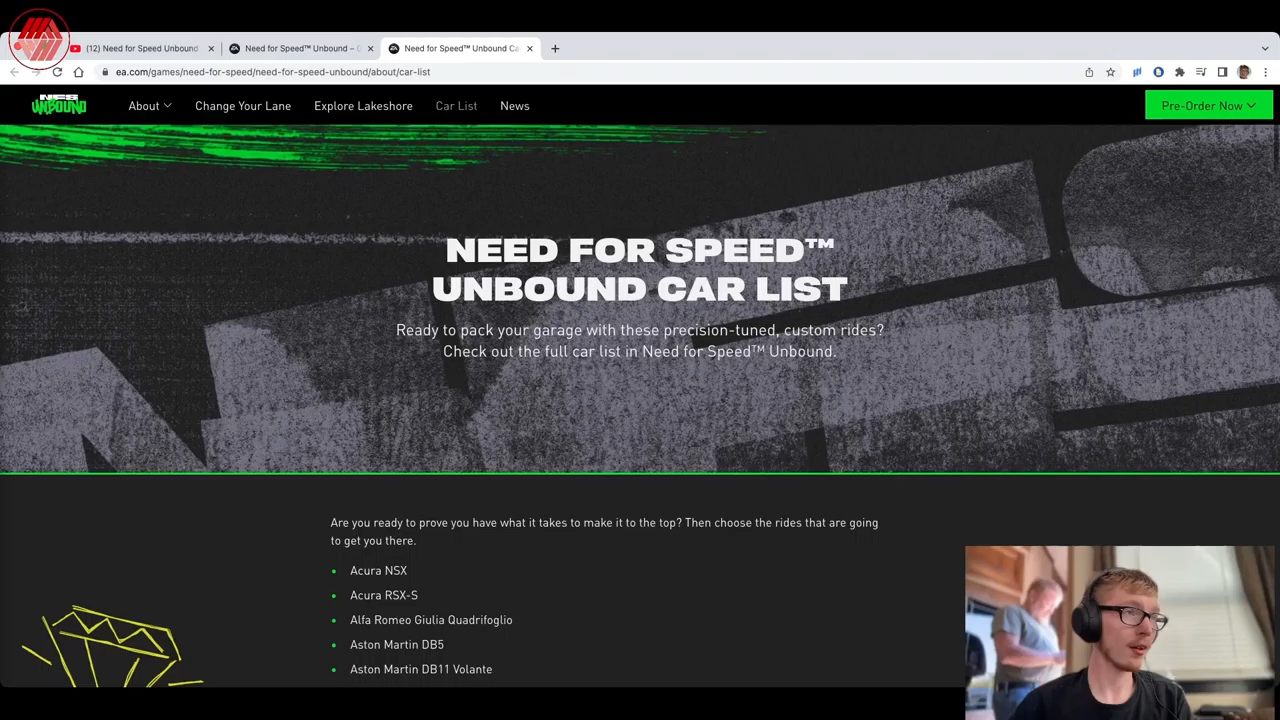 (12) Need for Speed Unbound
Need for Speed™ Unbound – O
Need for Speed™ Unbound Ca
ea.com/games/need-for-speed/need-for-speed-unbound/about/car-list
NFS
UNBOUND
About
Change Your Lane
Explore Lakeshore
Car List
News
Pre-Order Now
NEED FOR SPEED™
UNBOUND CAR LIST
Ready to pack your garage with these precision-tuned, custom rides?
Check out the full car list in Need for Speed™ Unbound.
Are you ready to prove you have what it takes to make it to the top? Then choose the rides that are going
to get you there.
• Acura NSX
• Acura RSX-S
• Alfa Romeo Giulia Quadrifoglio
• Aston Martin DB5
• Aston Martin DB11 Volante